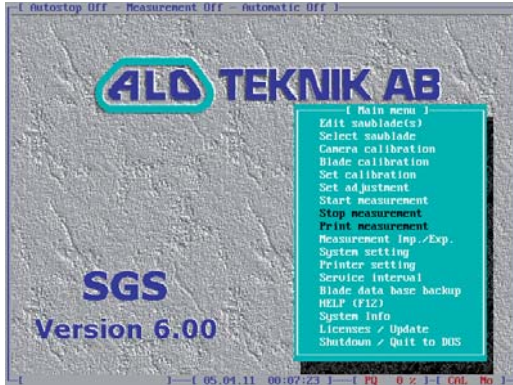 [ Autostop Off - Measurement Off - Automatic Off ]
ALO TEKNIK AB
[ Main menu ]
Edit sawblade(s)
Select sawblade
Camera calibration
Blade calibration
Set calibration
Set adjustment
Start measurement
Stop measurement
Print measurement
Measurement Imp./Exp.
System setting
Printer setting
Service interval
Blade data base backup
HELP (F12)
System Info
Licenses / Update
Shutdown / Quit to DOS
SGS
Version 6.00
[ ]—[ 05.04.11 00:07:23 ]—[ PQ 0 % ]—[ CAL No ]